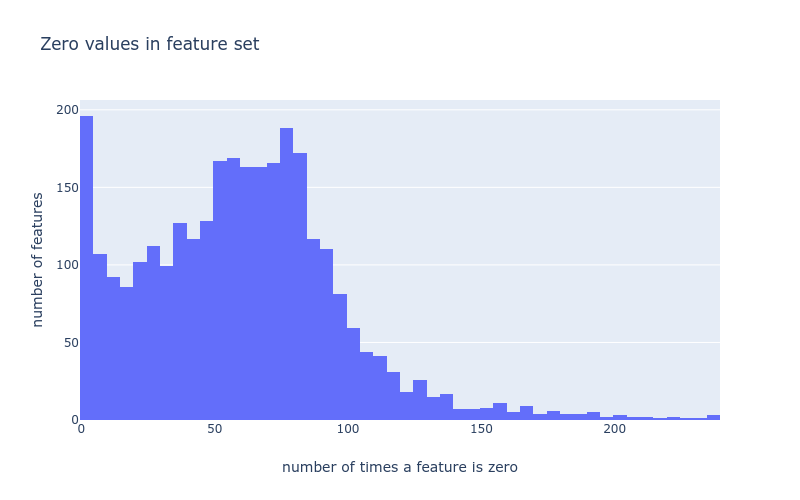 Zero values in feature set
200
150
100
50
0
number of features
0 50 100 150 200
number of times a feature is zero